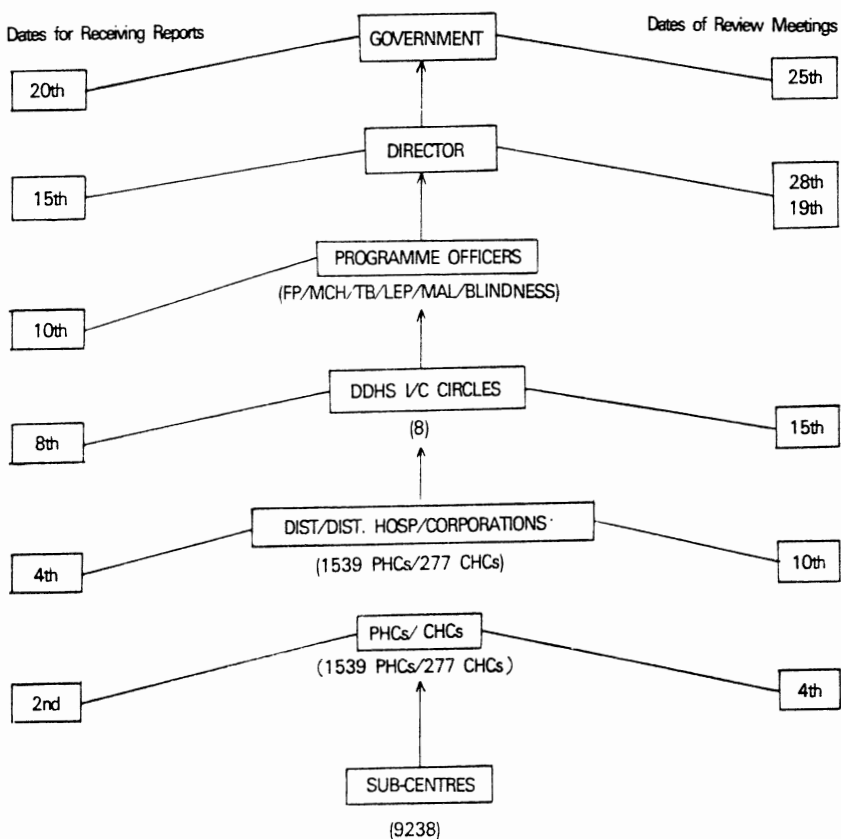 Dates for Receiving Reports
GOVERNMENT
Dates of Review Meetings
20th
25th
DIRECTOR
15th
28th
19th
PROGRAMME OFFICERS
(FP/MCH/TB/LEP/MAL/BLINDNESS)
10th
DDHS I/C CIRCLES
(8)
8th
15th
DIST/DIST. HOSP/CORPORATIONS
(1539 PHCs/277 CHCs)
4th
10th
PHCs/ CHCs
(1539 PHCs/277 CHCs)
2nd
4th
SUB-CENTRES
(9238)